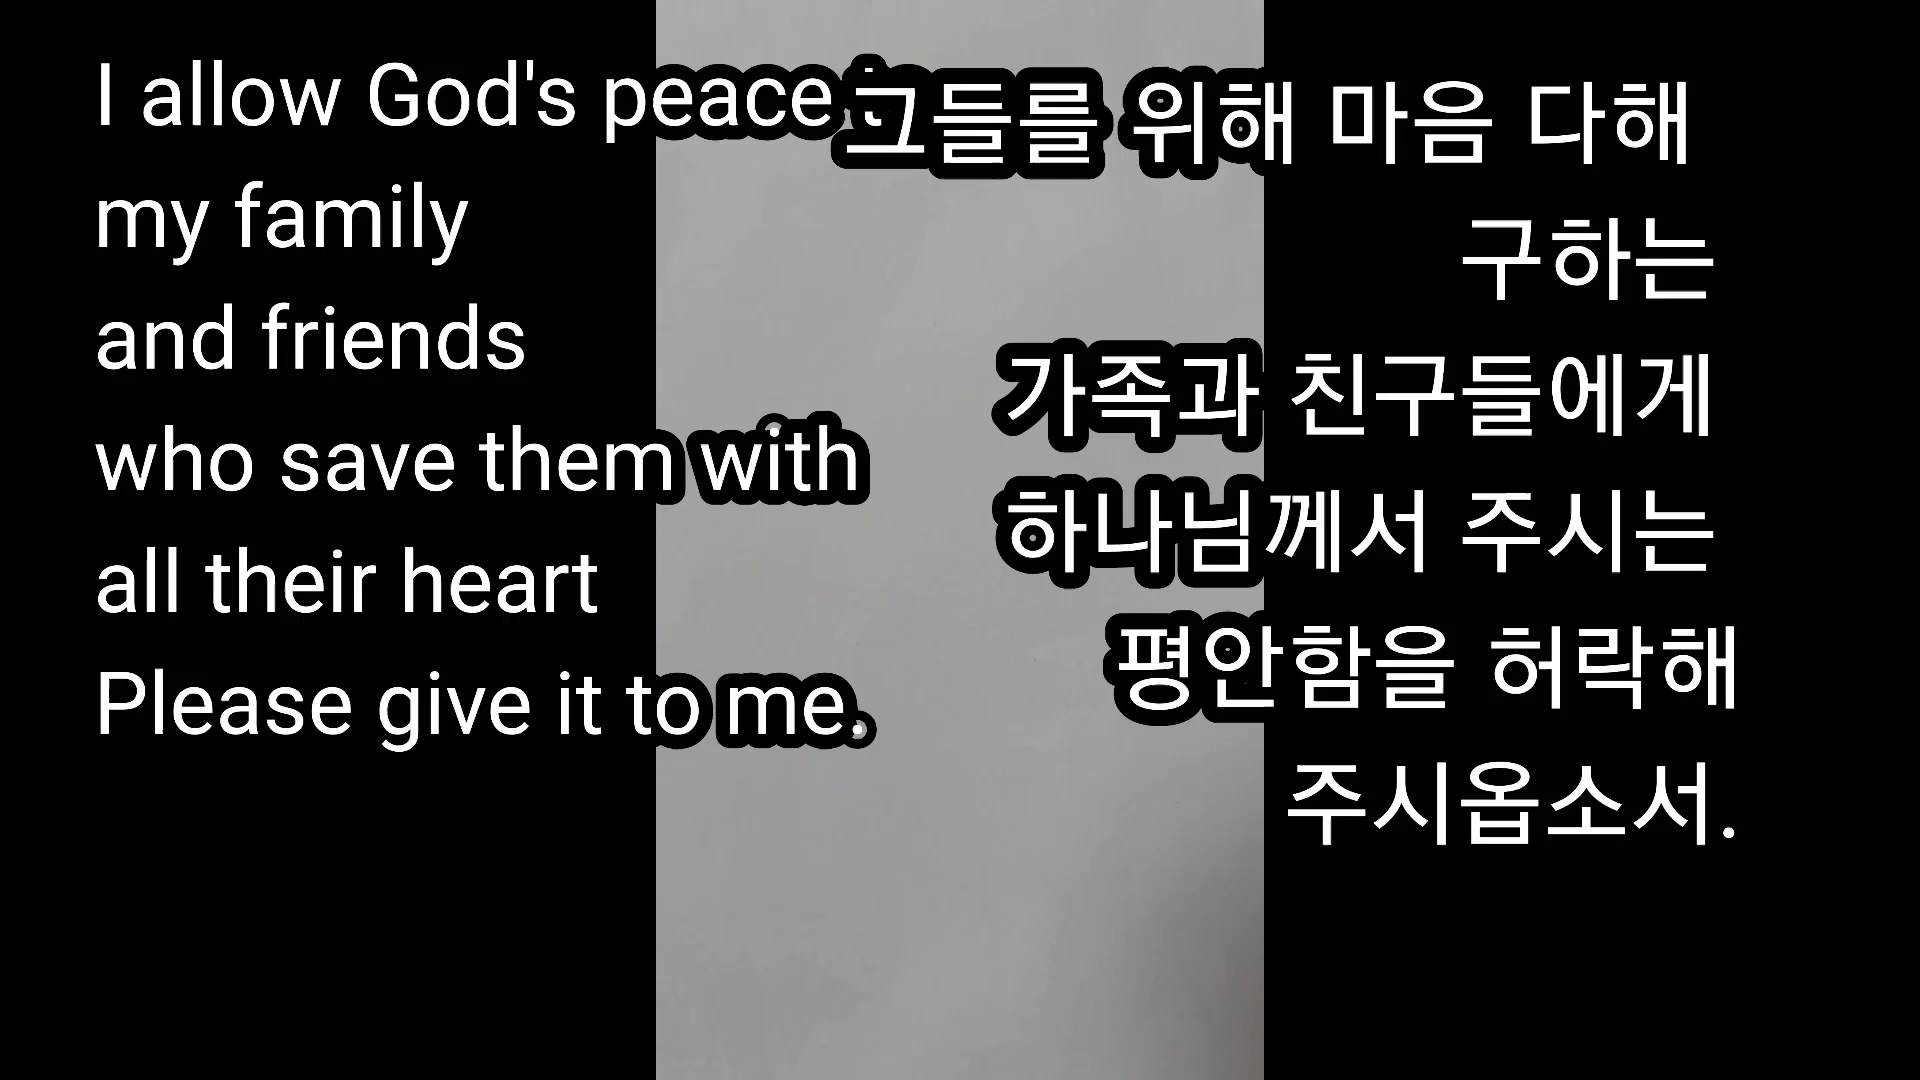 I allow God's peace
my family
and friends
who save them with
all their heart
Please give it to me.
그들를 위해 마음 다해
구하는
가족과 친구들에게
하나님께서 주시는
평안함을 허락해
주시옵소서.